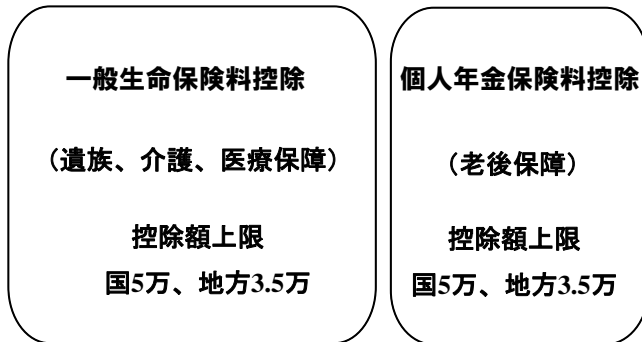 一般生命保険料控除
（遺族、介護、医療保障）
控除額上限
国5万、地方3.5万
個人年金保険料控除
（老後保障）
控除額上限
国5万、地方3.5万